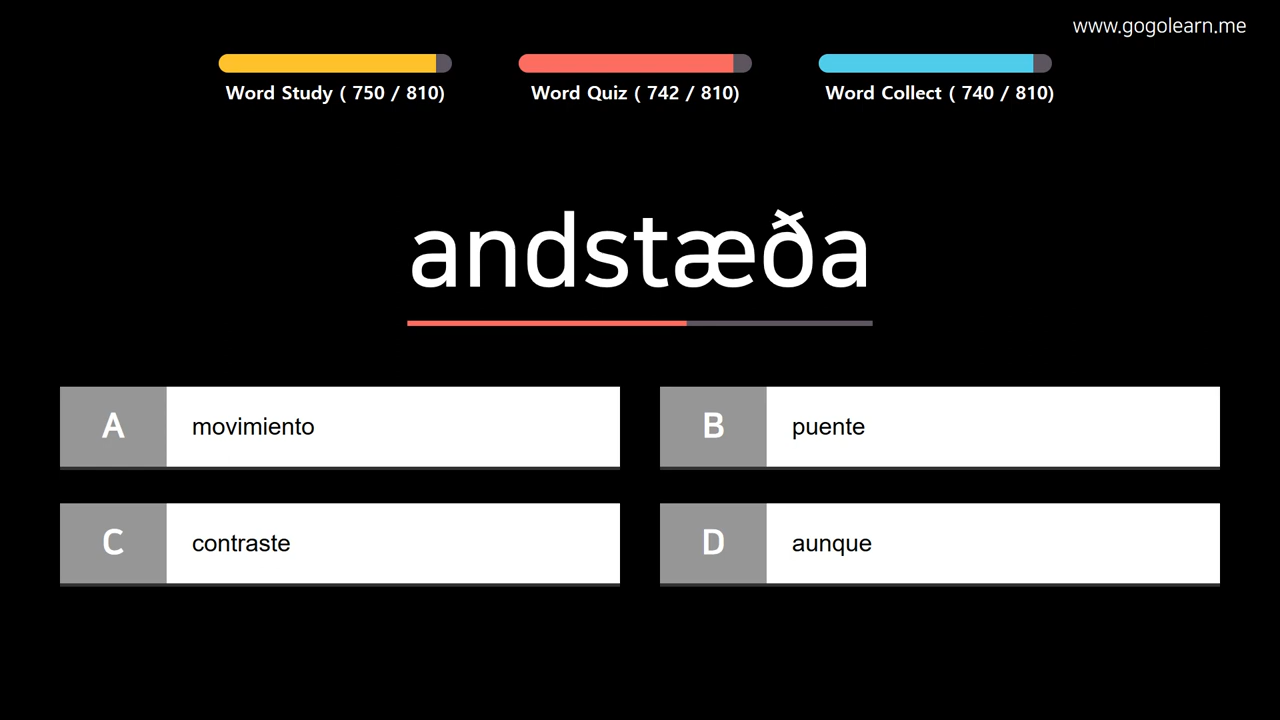 www.gogolearn.me
Word Study ( 750 / 810)
Word Quiz ( 742 / 810)
Word Collect ( 740 / 810)
andstæða
A movimiento
B puente
C contraste
D aunque